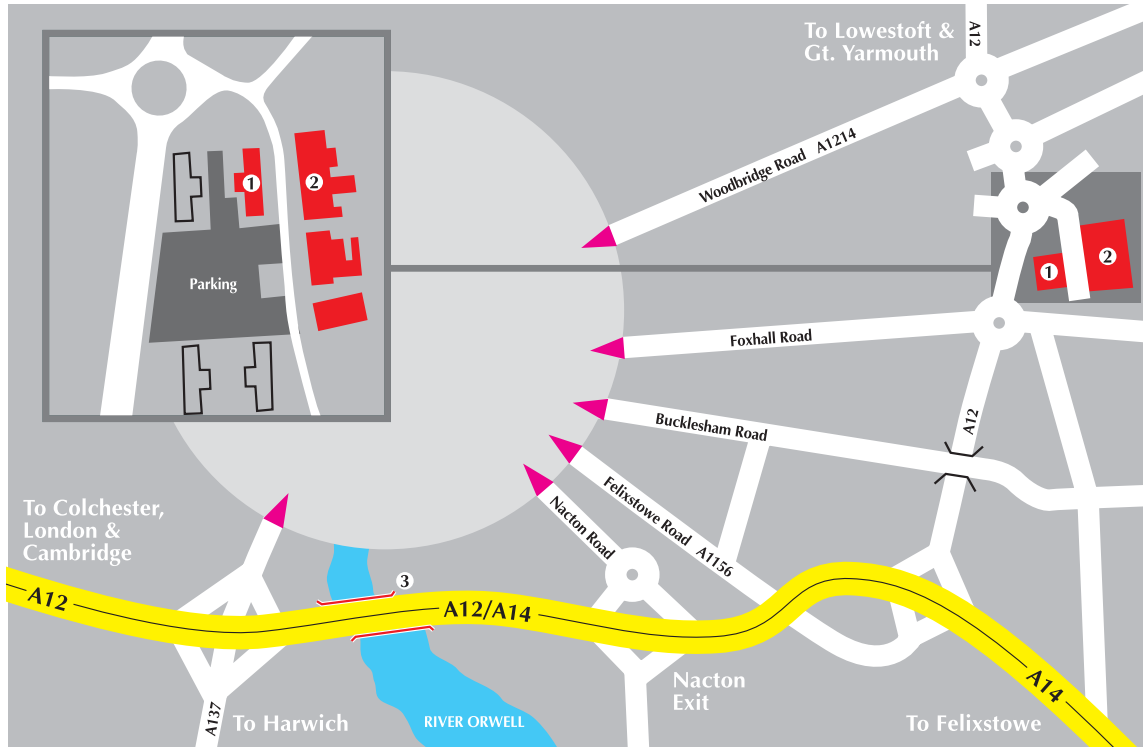 To Lowestoft &
Gt. Yarmouth
A12
Woodbridge Road A1214
1
2
Parking
1
2
Foxhall Road
A12
Bucklesham Road
Felixstowe Road A1156
Nacton Road
To Colchester,
London &
Cambridge
A12
3
A12/A14
A14
Nacton
Exit
A137
To Harwich
RIVER ORWELL
To Felixstowe